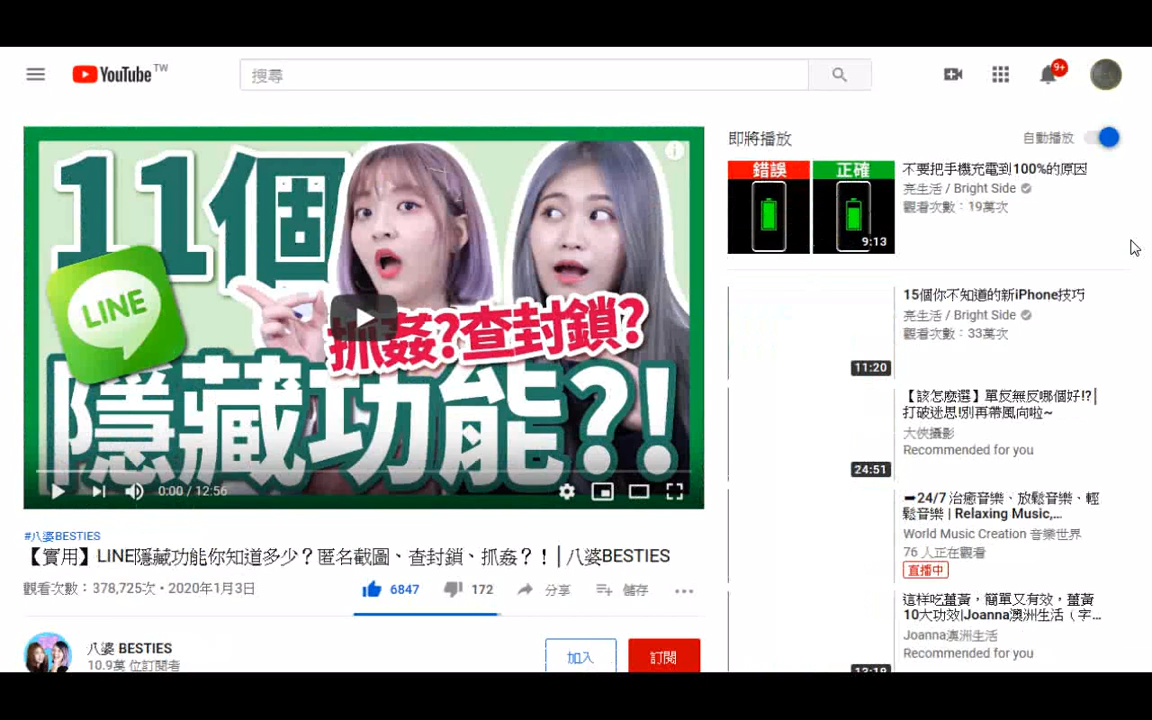 YouTube TW
搜尋
9+
11個
LINE
抓姦?查封鎖?
隱藏功能?!
0:00 / 12:56
#八婆BESTIES
【實用】LINE隱藏功能你知道多少？匿名截圖、查封鎖、抓姦？！│八婆BESTIES
觀看次數：378,725次・2020年1月3日
6847
172
分享
儲存
八婆 BESTIES
10.9萬 位訂閱者
加入
訂閱
即將播放
自動播放
錯誤
正確
9:13
不要把手機充電到100%的原因
亮生活 / Bright Side
觀看次數：19萬次
11:20
15個你不知道的新iPhone技巧
亮生活 / Bright Side
觀看次數：33萬次
24:51
【該怎麼選】單反無反哪個好!?│
打破迷思!別再帶風向啦~
大俠攝影
Recommended for you
➡24/7 治癒音樂、放鬆音樂、輕
鬆音樂 | Relaxing Music,...
World Music Creation 音樂世界
76 人正在觀看
直播中
13:19
這樣吃薑黃，簡單又有效，薑黃
10大功效|Joanna澳洲生活（字...
Joanna澳洲生活
Recommended for you